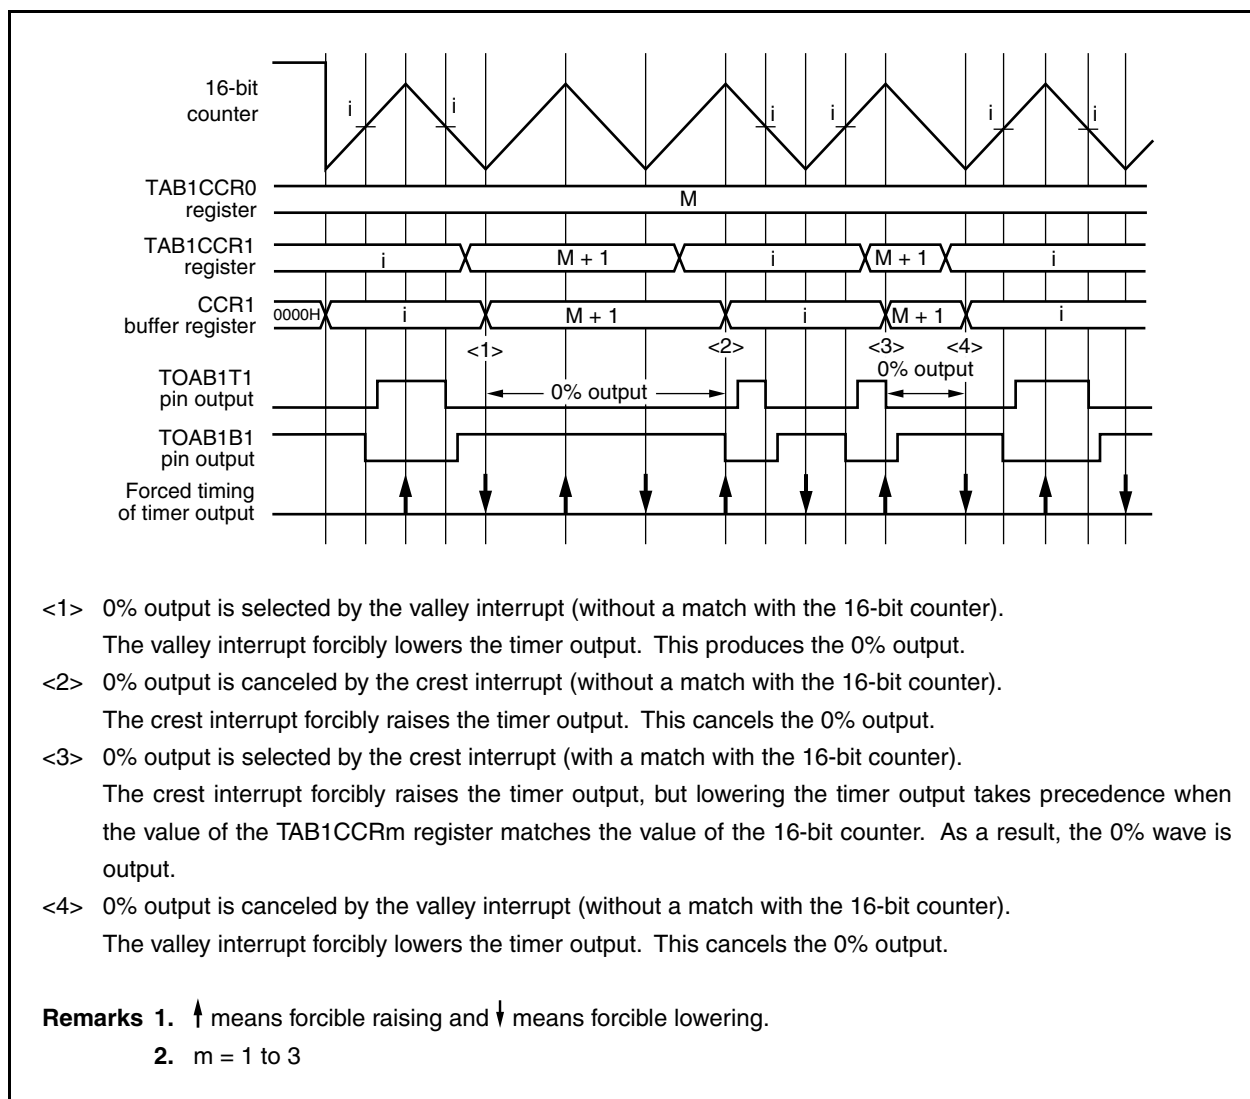 16-bit
counter
i
i
i
i
i
i
TAB1CCR0
register
M
TAB1CCR1
register
i
M + 1
i
M + 1
i
CCR1
buffer register
0000H
i
M + 1
i
M + 1
i
<1>
<2>
<3>
<4>
TOAB1T1
pin output
0% output
0% output
TOAB1B1
pin output
Forced timing
of timer output
<1> 0% output is selected by the valley interrupt (without a match with the 16-bit counter).
The valley interrupt forcibly lowers the timer output. This produces the 0% output.
<2> 0% output is canceled by the crest interrupt (without a match with the 16-bit counter).
The crest interrupt forcibly raises the timer output. This cancels the 0% output.
<3> 0% output is selected by the crest interrupt (with a match with the 16-bit counter).
The crest interrupt forcibly raises the timer output, but lowering the timer output takes precedence when
the value of the TAB1CCRm register matches the value of the 16-bit counter. As a result, the 0% wave is
output.
<4> 0% output is canceled by the valley interrupt (without a match with the 16-bit counter).
The valley interrupt forcibly lowers the timer output. This cancels the 0% output.
Remarks 1. ↑ means forcible raising and ↓ means forcible lowering.
2. m = 1 to 3